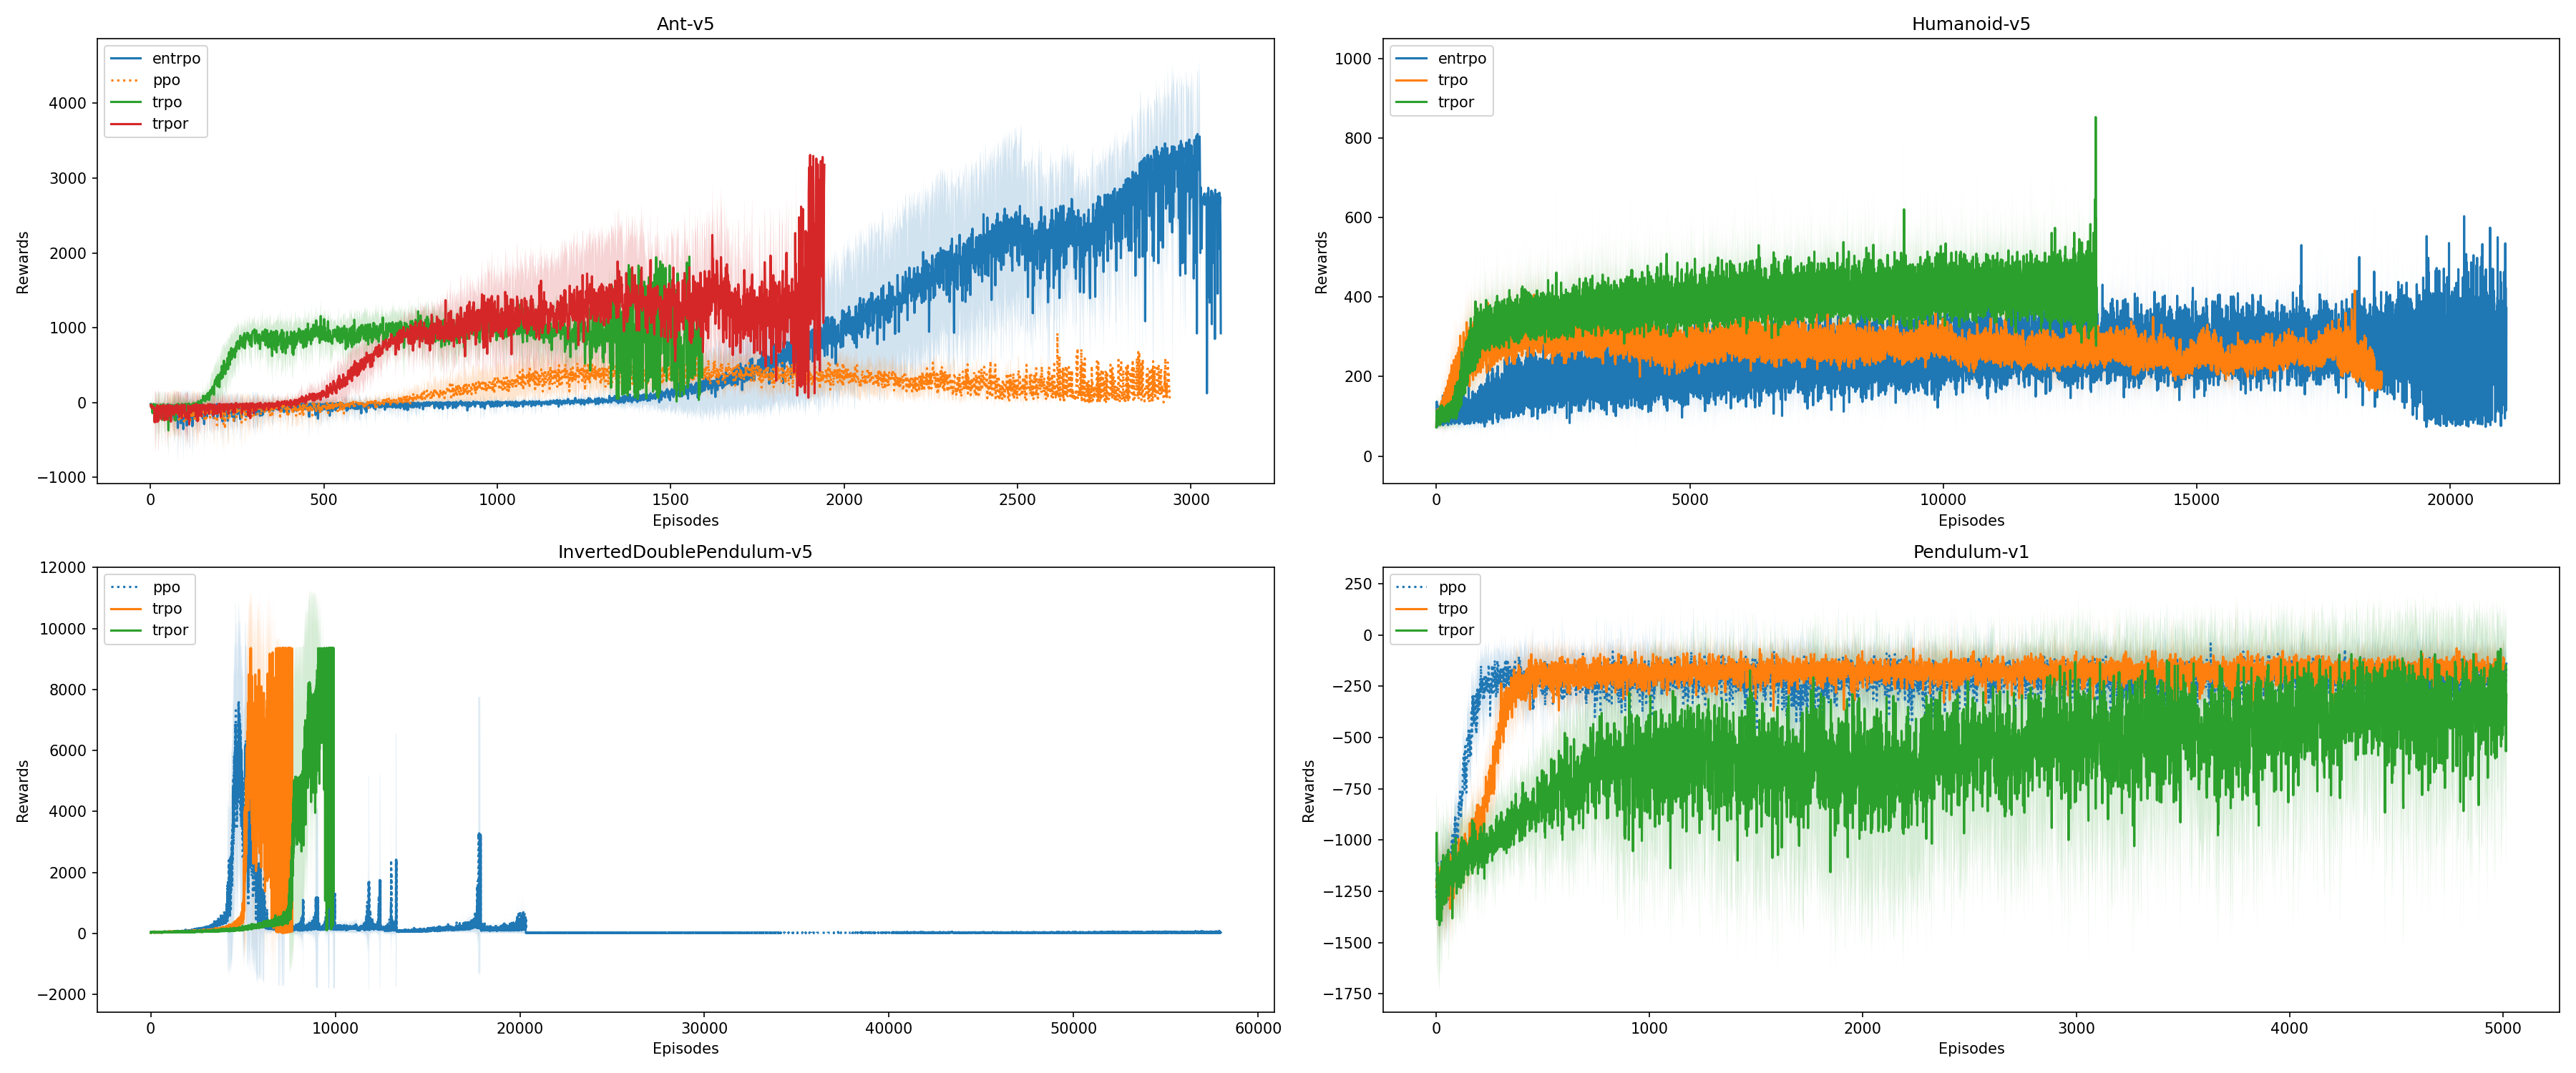 Ant-v5
entrpo
ppo
trpo
trpor
Rewards
4000
3000
2000
1000
0
−1000
0 500 1000 1500 2000 2500 3000
Episodes
Humanoid-v5
entrpo
trpo
trpor
Rewards
1000
800
600
400
200
0
0 5000 10000 15000 20000
Episodes
InvertedDoublePendulum-v5
ppo
trpo
trpor
Rewards
12000
10000
8000
6000
4000
2000
0
−2000
0 10000 20000 30000 40000 50000 60000
Episodes
Pendulum-v1
ppo
trpo
trpor
Rewards
250
0
−250
−500
−750
−1000
−1250
−1500
−1750
0 1000 2000 3000 4000 5000
Episodes